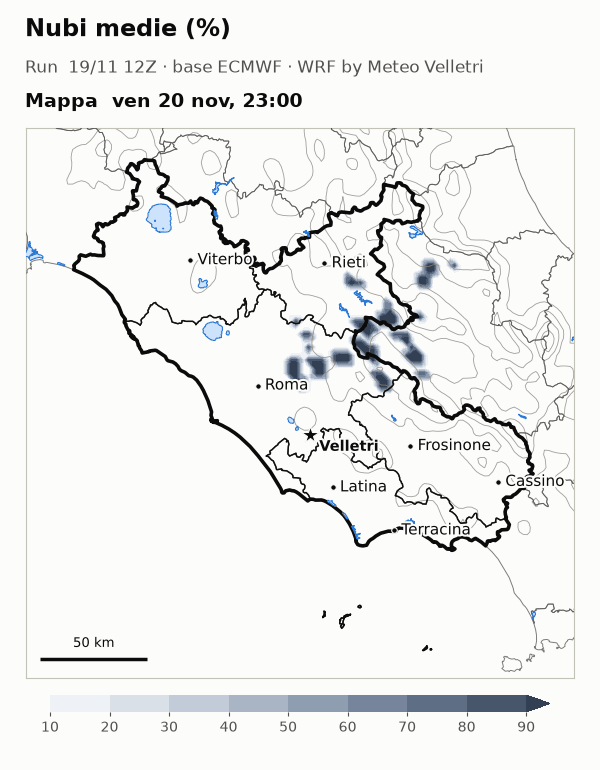 Nubi medie (%)
Run  19/11 12Z · base ECMWF · WRF by Meteo Velletri
Mappa  ven 20 nov, 23:00
Viterbo
Rieti
Roma
Velletri
Frosinone
Latina
Cassino
Terracina
50 km
10 20 30 40 50 60 70 80 90